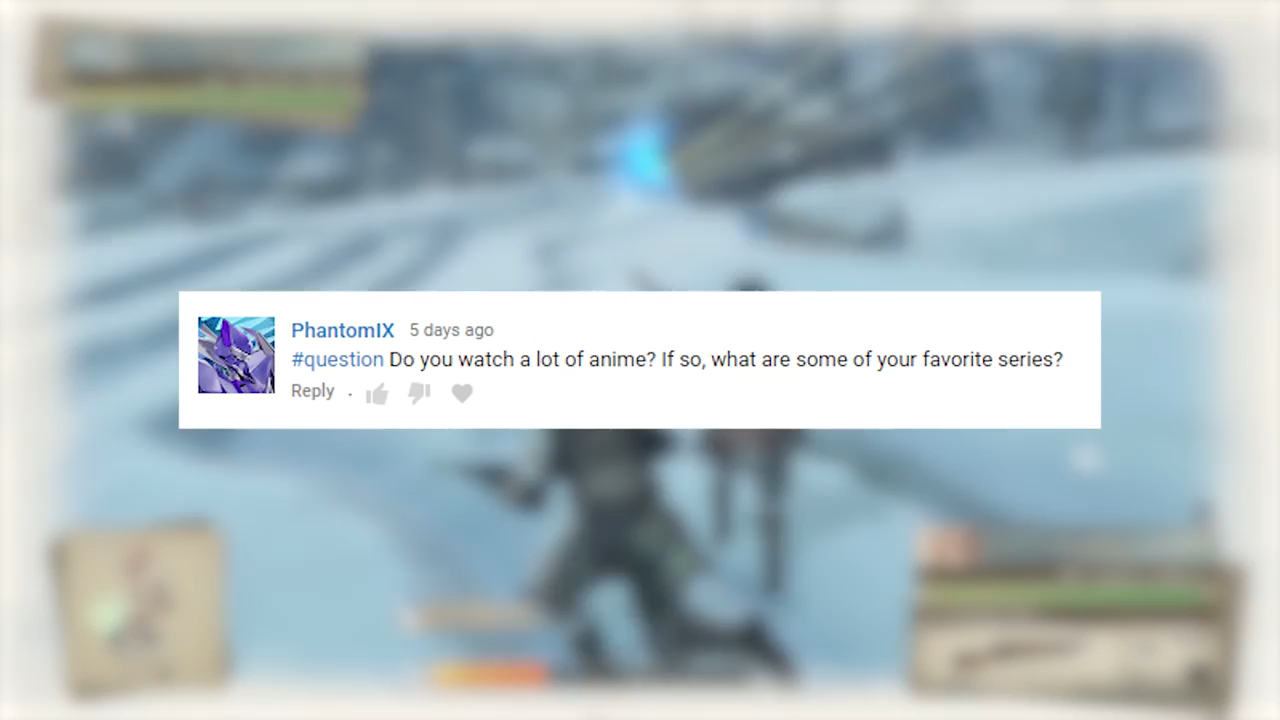 PhantomIX 5 days ago
#question Do you watch a lot of anime? If so, what are some of your favorite series?
Reply .